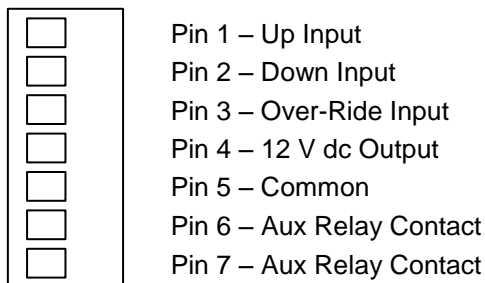 Pin 1 – Up Input
Pin 2 – Down Input
Pin 3 – Over-Ride Input
Pin 4 – 12 V dc Output
Pin 5 – Common
Pin 6 – Aux Relay Contact
Pin 7 – Aux Relay Contact